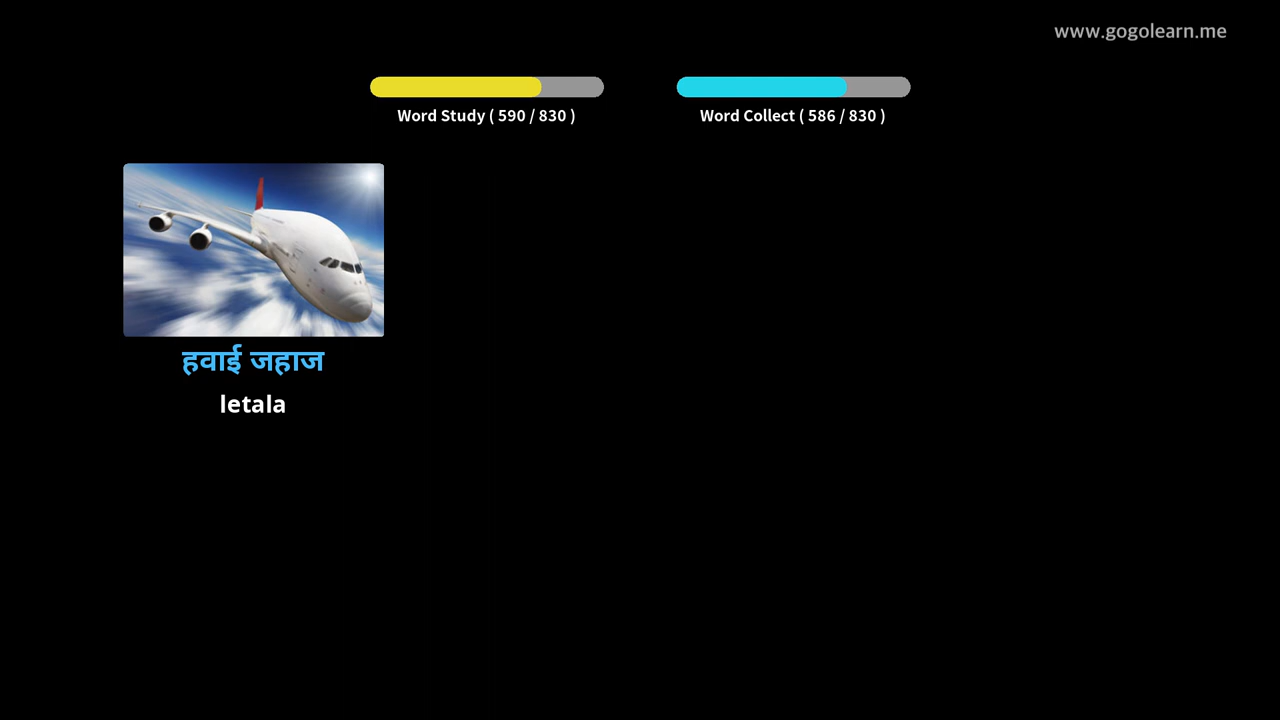 www.gogolearn.me
Word Study ( 590 / 830 )
Word Collect ( 586 / 830 )
हवाई जहाज
letala